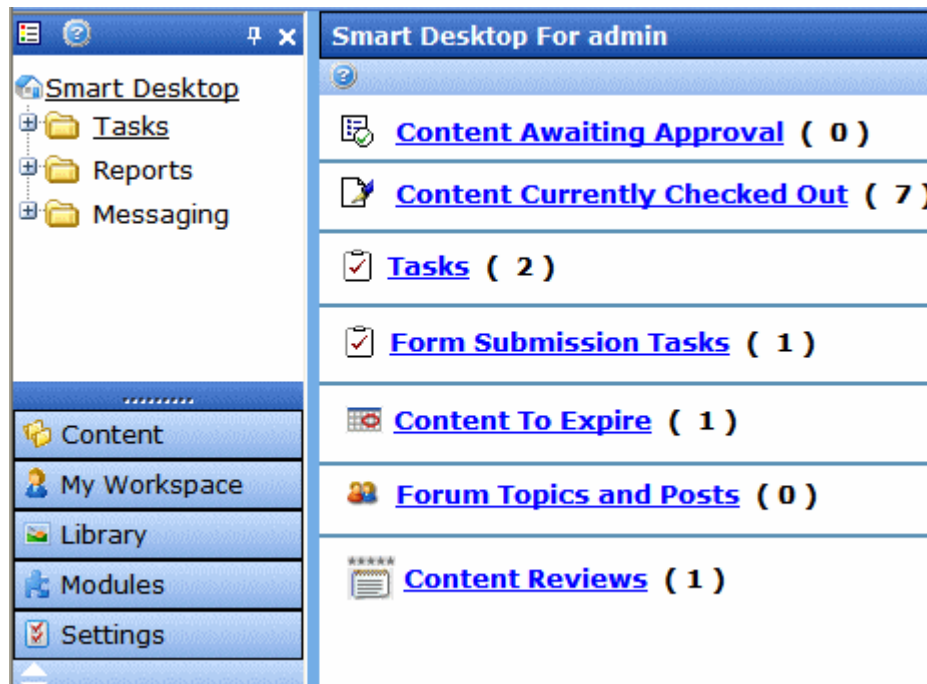 Smart Desktop
Tasks
Reports
Messaging
Content
My Workspace
Library
Modules
Settings
Smart Desktop For admin
Content Awaiting Approval ( 0 )
Content Currently Checked Out ( 7 )
Tasks ( 2 )
Form Submission Tasks ( 1 )
Content To Expire ( 1 )
Forum Topics and Posts ( 0 )
Content Reviews ( 1 )